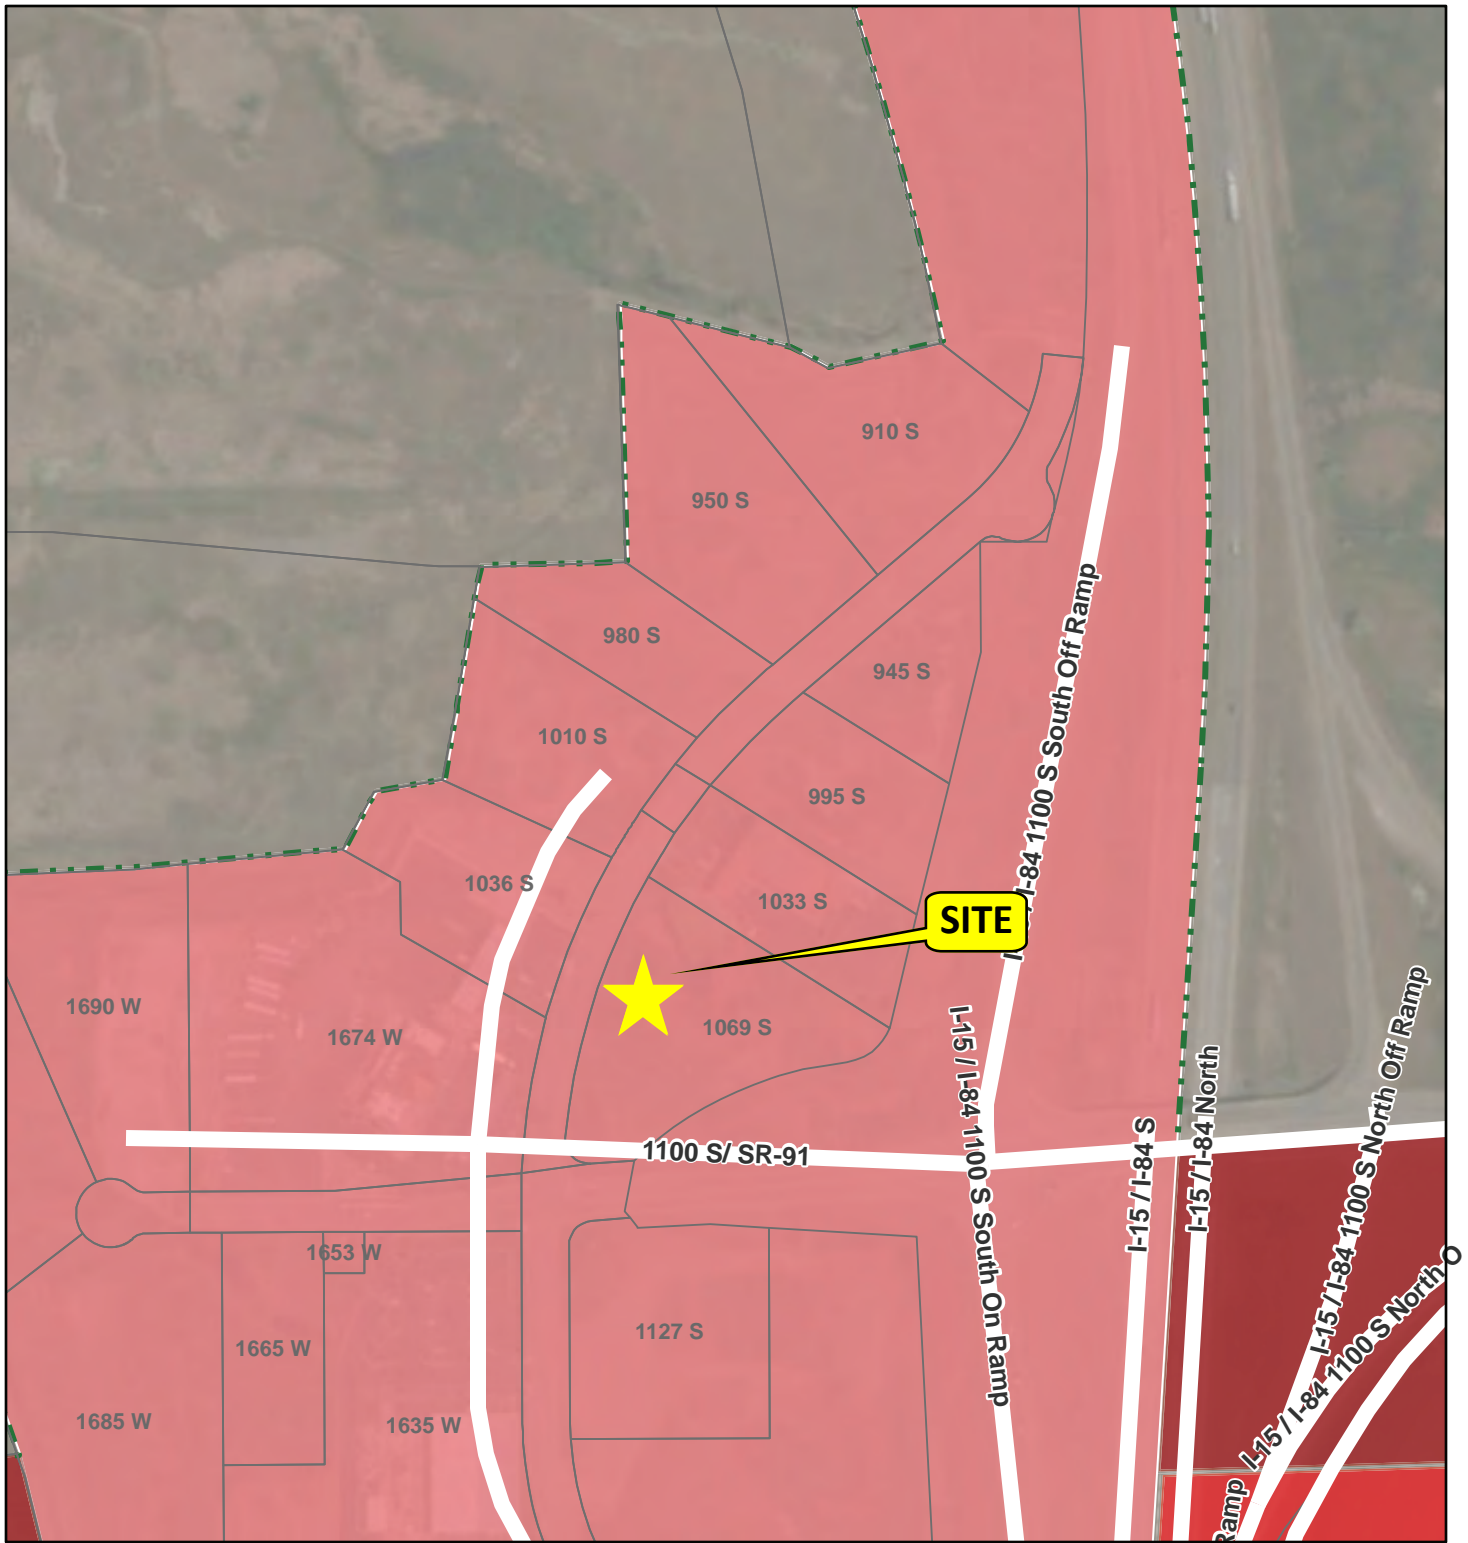 910 S
950 S
980 S
945 S
1010 S
995 S
1036 S
1033 S
SITE
1690 W
1674 W
1069 S
I-84 1100 S South Off Ramp
I-15 / I-84 1100 S South On Ramp
I-15 / I-84 S
I-15 / I-84 North
I-15 / I-84 1100 S North Off Ramp
1100 S/ SR-91
1653 W
1665 W
1127 S
1685 W
1635 W
I-15 / I-84 1100 S North O
Ramp